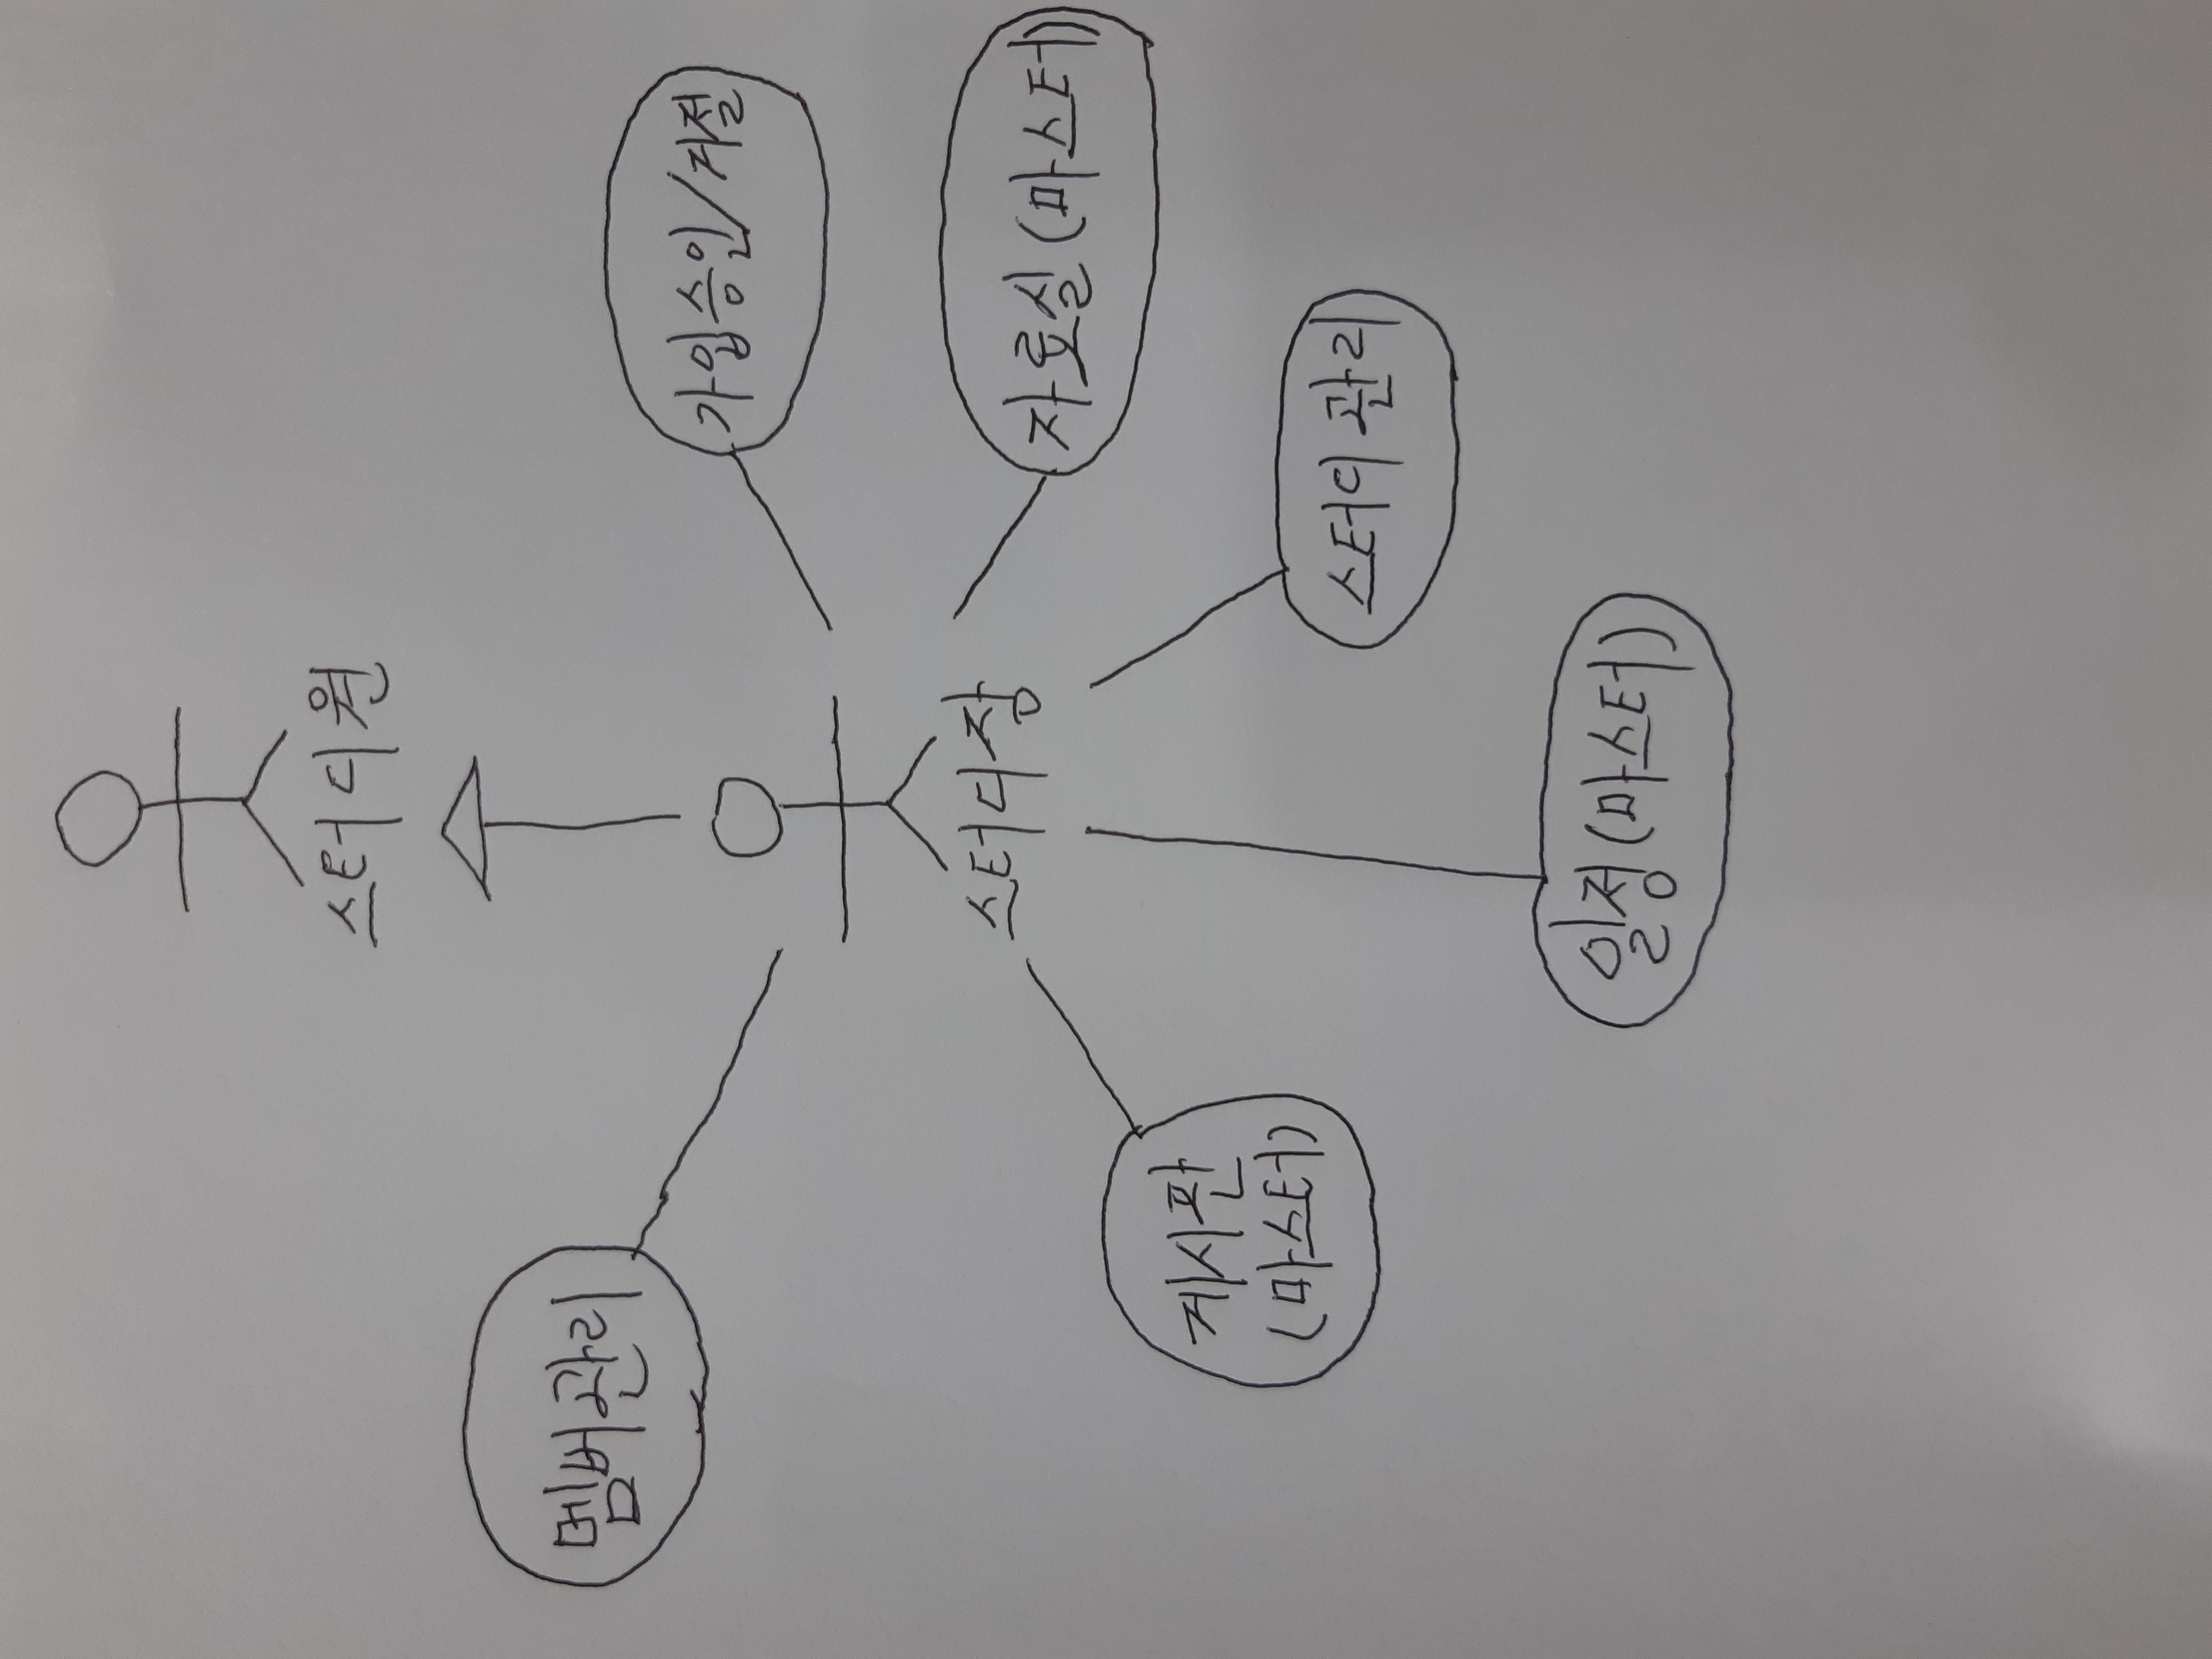 스터디원
멤버관리
가입승인/거절
스터디장
자료실(마스터)
게시판
(마스터)
스터디 관리
일정(마스터)